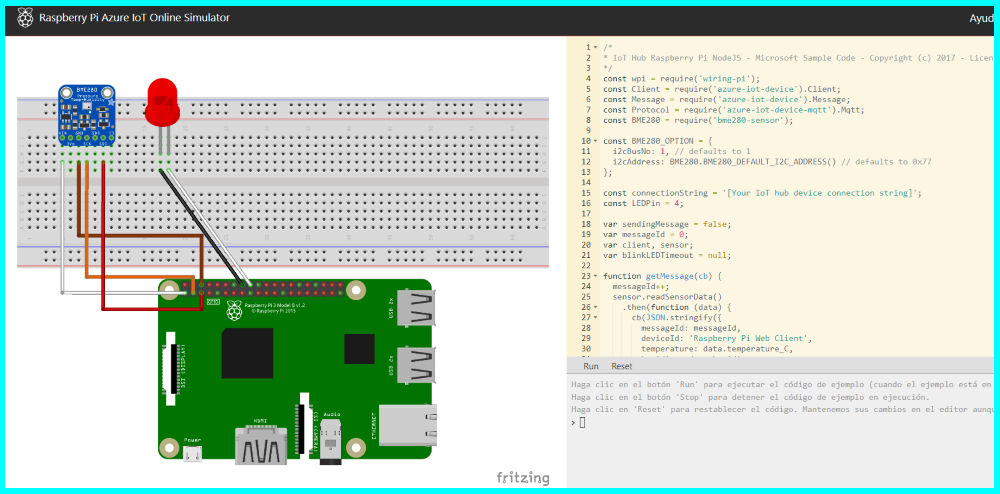 Raspberry Pi Azure IoT Online Simulator
Ayud
BME280
Pressure
Temp+Humidity
Raspberry Pi 3 Model B v1.2
© Raspberry Pi 2015
GPIO
DSI (DISPLAY)
USB 2x
USB 2x
ETHERNET
Power
HDMI
CSI (CAMERA)
Audio
fritzing
1 /*
2 * IoT Hub Raspberry Pi NodeJS - Microsoft Sample Code - Copyright (c) 2017 - Licen
3 */
4 const wpi = require('wiring-pi');
5 const Client = require('azure-iot-device').Client;
6 const Message = require('azure-iot-device').Message;
7 const Protocol = require('azure-iot-device-mqtt').Mqtt;
8 const BME280 = require('bme280-sensor');
9
10 const BME280_OPTION = {
11 i2cBusNo: 1, // defaults to 1
12 i2cAddress: BME280.BME280_DEFAULT_I2C_ADDRESS() // defaults to 0x77
13 };
14
15 const connectionString = '[Your IoT hub device connection string]';
16 const LEDPin = 4;
17
18 var sendingMessage = false;
19 var messageId = 0;
20 var client, sensor;
21 var blinkLEDTimeout = null;
22
23 function getMessage(cb) {
24 messageId++;
25 sensor.readSensorData()
26 .then(function (data) {
27 cb(JSON.stringify({
28 messageId: messageId,
29 deviceId: 'Raspberry Pi Web Client',
30 temperature: data.temperature_C,
Run Reset
Haga clic en el botón 'Run' para ejecutar el código de ejemplo (cuando el ejemplo está en
Haga clic en el botón 'Stop' para detener el código de ejemplo en ejecución.
Haga clic en 'Reset' para restablecer el código. Mantenemos sus cambios en el editor aunqu
>